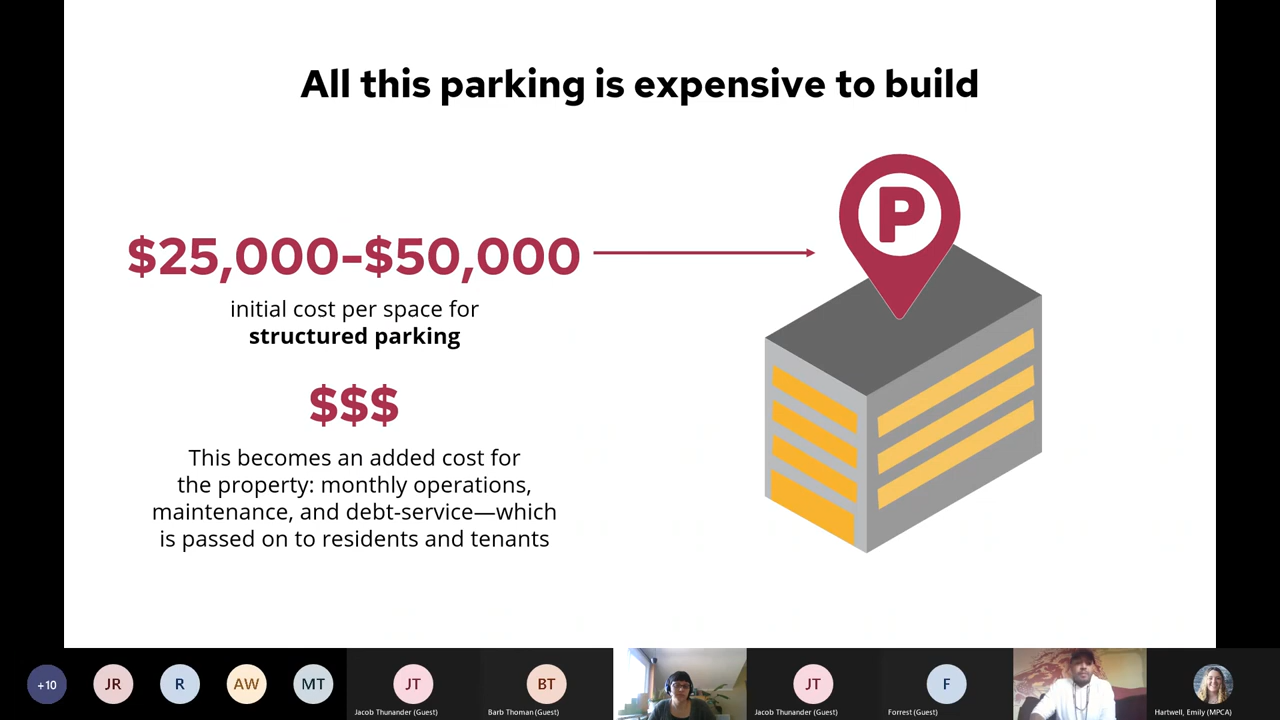 All this parking is expensive to build
P
$25,000-$50,000
initial cost per space for
structured parking
$$$
This becomes an added cost for
the property: monthly operations,
maintenance, and debt-service—which
is passed on to residents and tenants
+10
JR
R
AW
MT
JT
Jacob Thunander (Guest)
BT
Barb Thoman (Guest)
JT
Jacob Thunander (Guest)
F
Forrest (Guest)
Hartwell, Emily (MPCA)